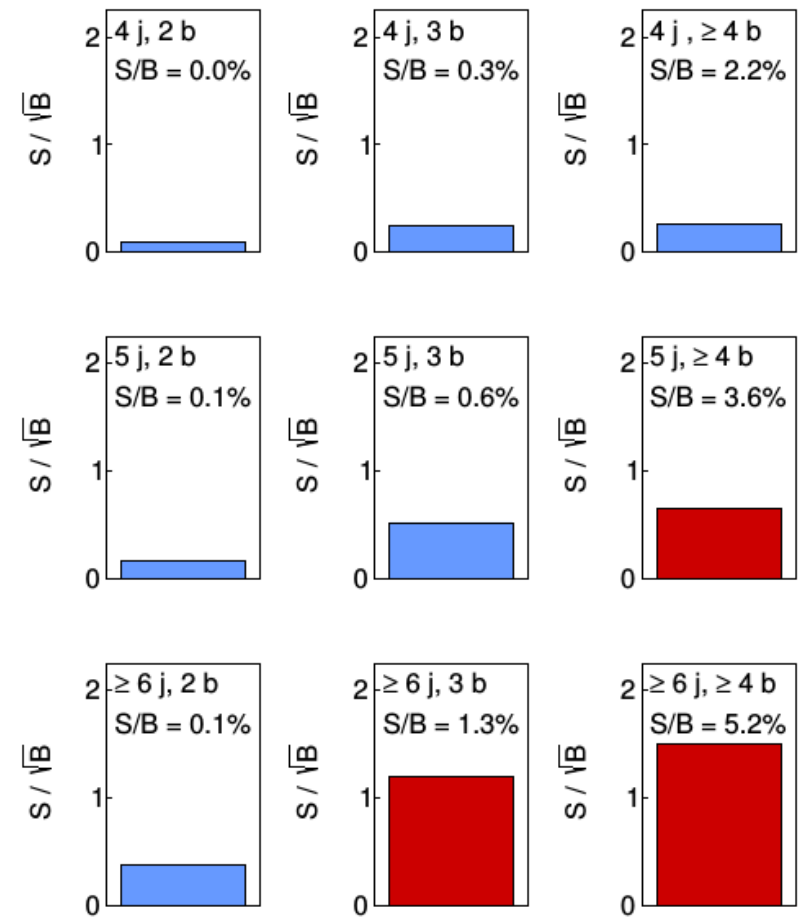 2
4 j, 2 b
S/B = 0.0%
1
0
S / √B
2
4 j, 3 b
S/B = 0.3%
1
0
S / √B
2
4 j , ≥ 4 b
S/B = 2.2%
1
0
S / √B
2
5 j, 2 b
S/B = 0.1%
1
0
S / √B
2
5 j, 3 b
S/B = 0.6%
1
0
S / √B
2
5 j, ≥ 4 b
S/B = 3.6%
1
0
S / √B
2
≥ 6 j, 2 b
S/B = 0.1%
1
0
S / √B
2
≥ 6 j, 3 b
S/B = 1.3%
1
0
S / √B
2
≥ 6 j, ≥ 4 b
S/B = 5.2%
1
0
S / √B